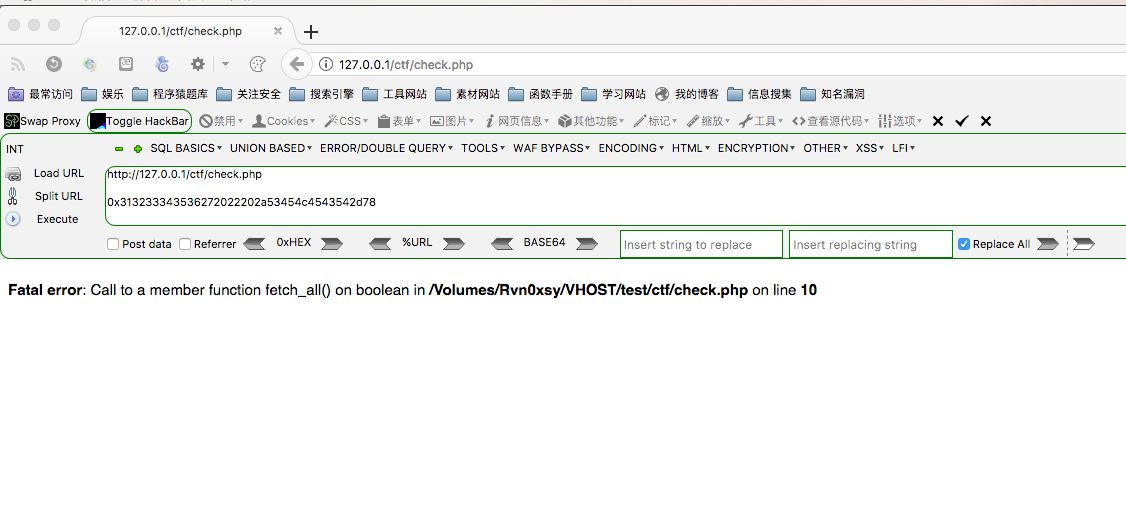 127.0.0.1/ctf/check.php
127.0.0.1/ctf/check.php
最常访问 娱乐 程序猿题库 关注安全 搜索引擎 工具网站 素材网站 函数手册 学习网站 我的博客 信息搜集 知名漏洞
Swap Proxy Toggle HackBar 禁用 Cookies CSS 表单 图片 网页信息 其他功能 标记 缩放 工具 查看源代码 选项
INT SQL BASICS UNION BASED ERROR/DOUBLE QUERY TOOLS WAF BYPASS ENCODING HTML ENCRYPTION OTHER XSS LFI
Load URL http://127.0.0.1/ctf/check.php
Split URL 0x313233343536272022202a53454c4543542d78
Execute
Post data Referrer 0xHEX %URL BASE64 Insert string to replace Insert replacing string Replace All
Fatal error: Call to a member function fetch_all() on boolean in /Volumes/Rvn0xsy/VHOST/test/ctf/check.php on line 10